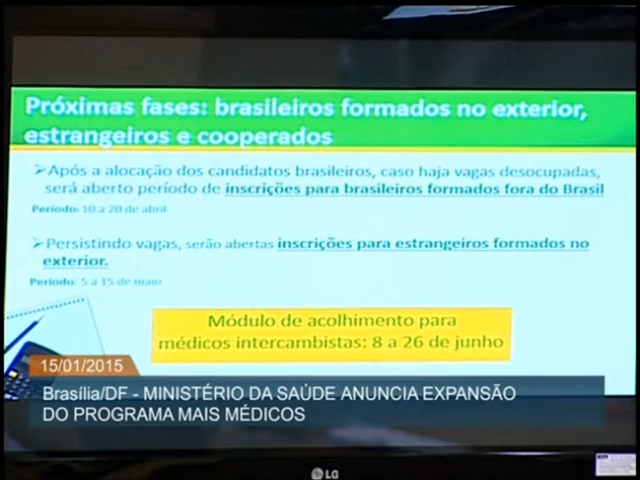 Próximas fases: brasileiros formados no exterior,
estrangeiros e cooperados
➢Após a alocação dos candidatos brasileiros, caso haja vagas desocupadas,
será aberto período de inscrições para brasileiros formados fora do Brasil
Período: 10 a 20 de abril
➢Persistindo vagas, serão abertas inscrições para estrangeiros formados no
exterior.
Período: 5 a 15 de maio
Módulo de acolhimento para
médicos intercambistas: 8 a 26 de junho
15/01/2015
Brasília/DF - MINISTÉRIO DA SAÚDE ANUNCIA EXPANSÃO
DO PROGRAMA MAIS MÉDICOS
LG